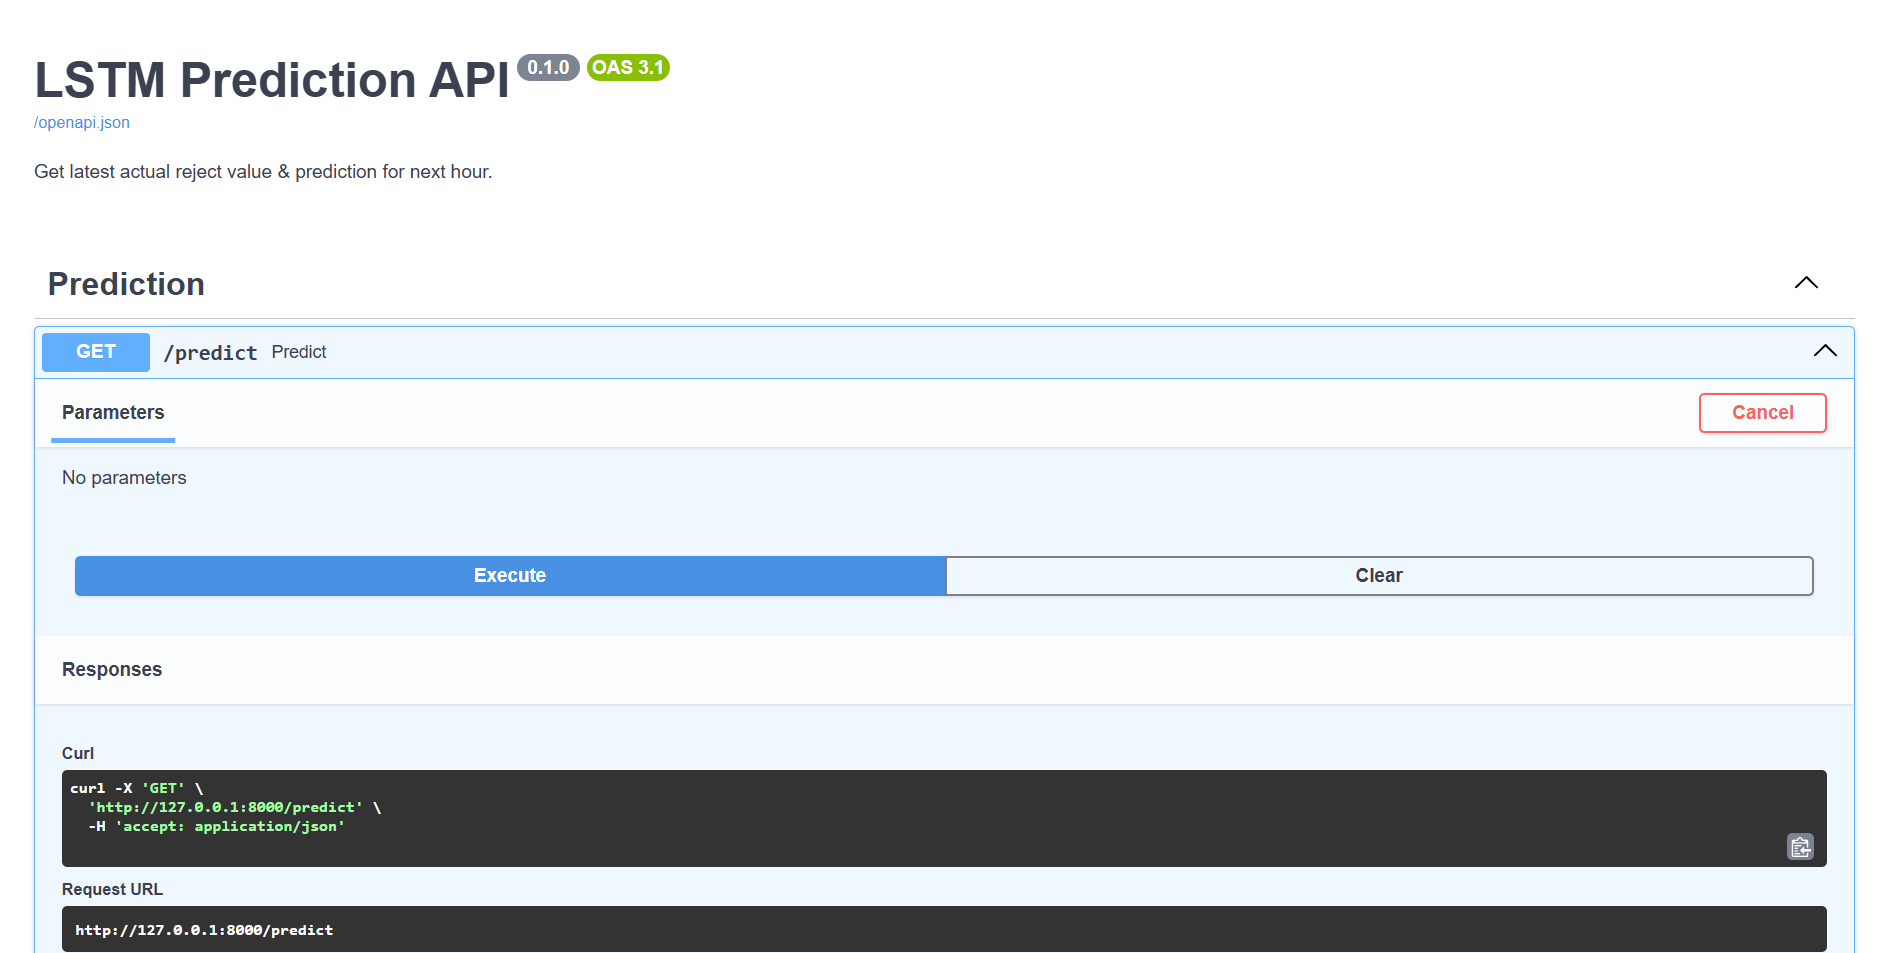 LSTM Prediction API 0.1.0 OAS 3.1
/openapi.json
Get latest actual reject value & prediction for next hour.
Prediction
GET /predict Predict
Parameters Cancel
No parameters
Execute Clear
Responses
Curl
curl -X 'GET' \
  'http://127.0.0.1:8000/predict' \
  -H 'accept: application/json'
Request URL
http://127.0.0.1:8000/predict